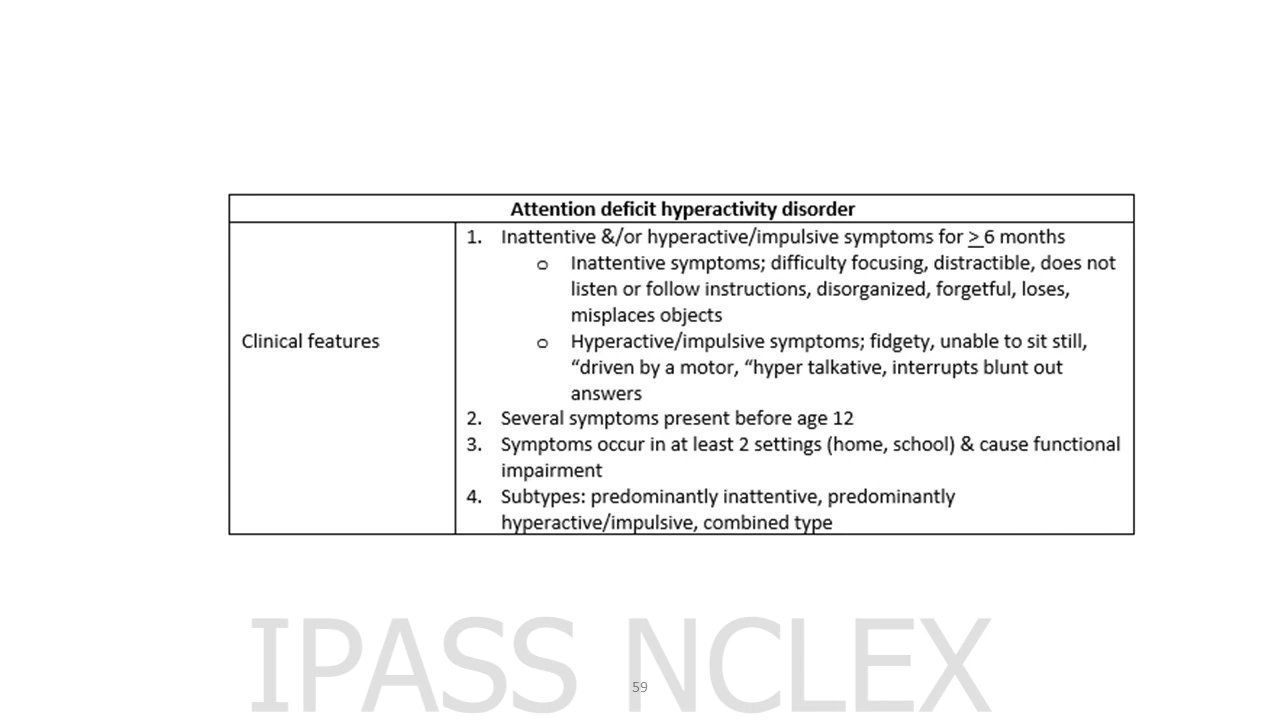 Attention deficit hyperactivity disorder
Clinical features
1. Inattentive &/or hyperactive/impulsive symptoms for > 6 months
o Inattentive symptoms; difficulty focusing, distractible, does not
listen or follow instructions, disorganized, forgetful, loses,
misplaces objects
o Hyperactive/impulsive symptoms; fidgety, unable to sit still,
“driven by a motor, “hyper talkative, interrupts blunt out
answers
2. Several symptoms present before age 12
3. Symptoms occur in at least 2 settings (home, school) & cause functional
impairment
4. Subtypes: predominantly inattentive, predominantly
hyperactive/impulsive, combined type
IPASS NCLEX
59